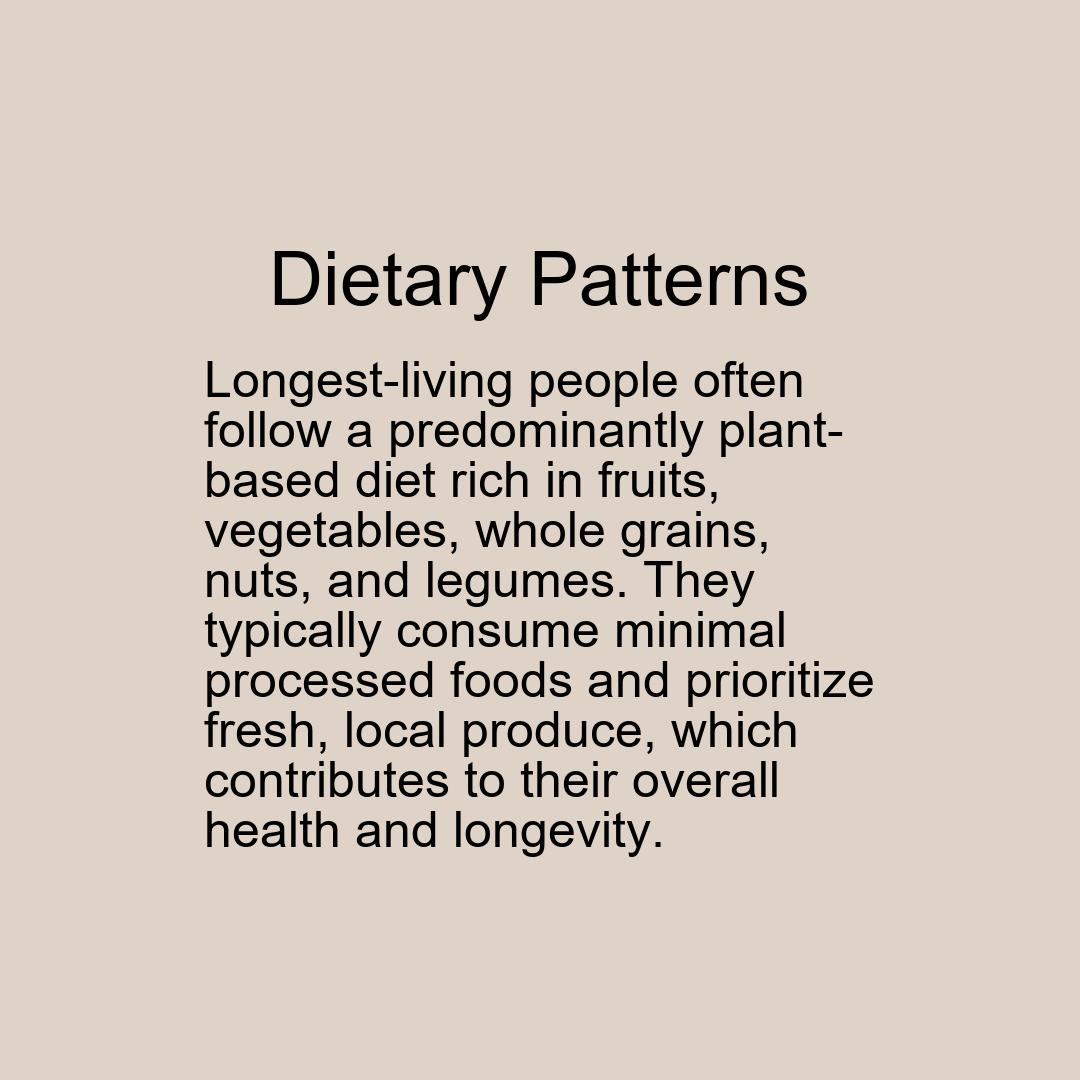 Dietary Patterns
Longest-living people often
follow a predominantly plant-
based diet rich in fruits,
vegetables, whole grains,
nuts, and legumes. They
typically consume minimal
processed foods and prioritize
fresh, local produce, which
contributes to their overall
health and longevity.